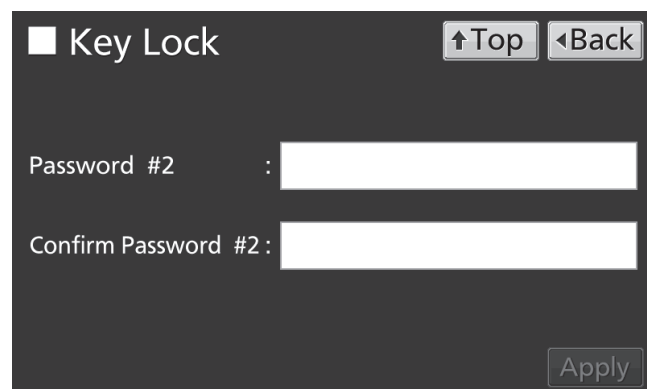 Key Lock
↑Top ◂Back
Password #2 :
Confirm Password #2 :
Apply